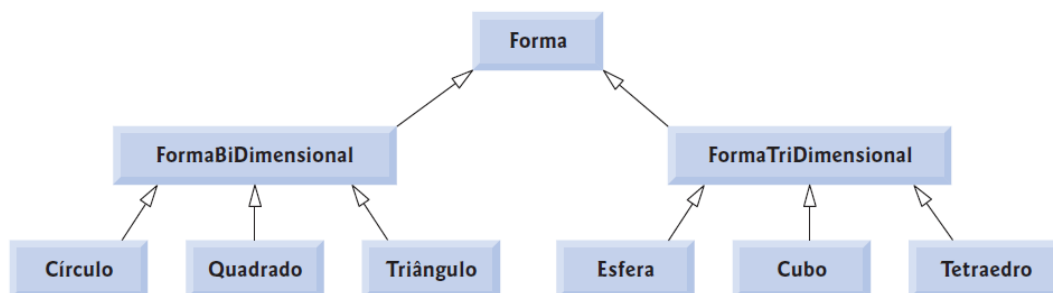 Forma
FormaBiDimensional
FormaTriDimensional
Círculo
Quadrado
Triângulo
Esfera
Cubo
Tetraedro